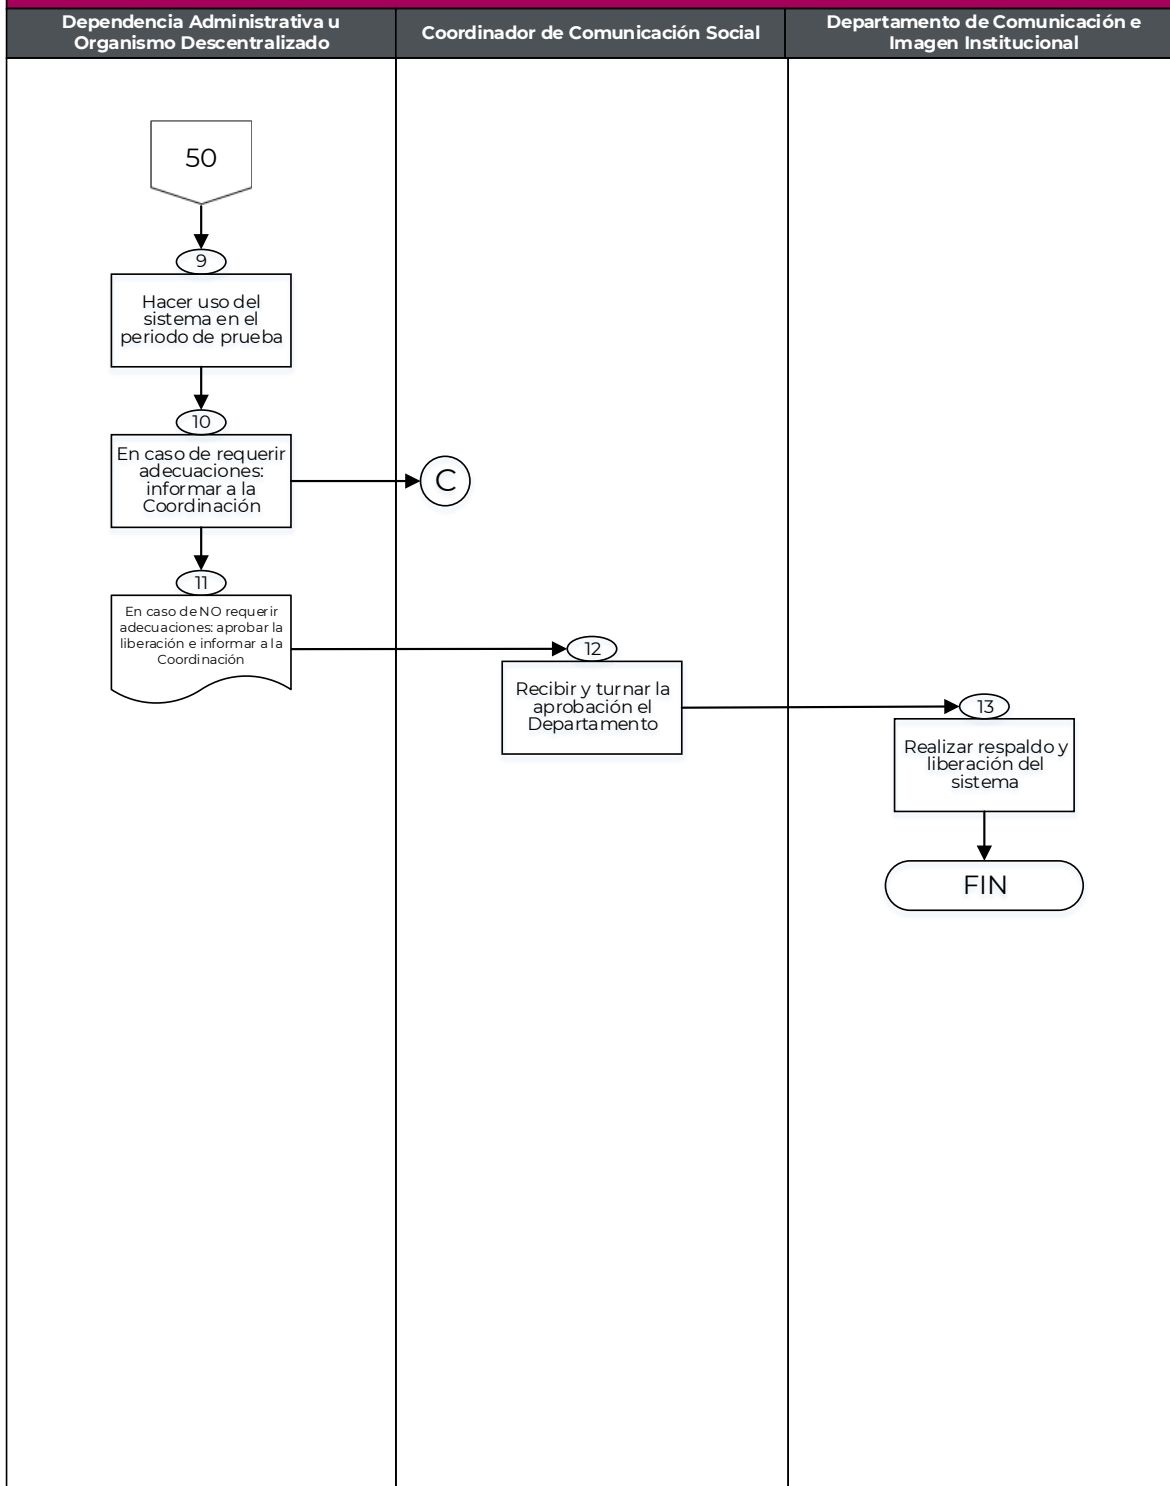 Dependencia Administrativa u
Organismo Descentralizado
Coordinador de Comunicación Social
Departamento de Comunicación e
Imagen Institucional
50
9
Hacer uso del
sistema en el
periodo de prueba
10
En caso de requerir
adecuaciones:
informar a la
Coordinación
C
11
En caso de NO requerir
adecuaciones: aprobar la
liberación e informar a la
Coordinación
12
Recibir y turnar la
aprobación el
Departamento
13
Realizar respaldo y
liberación del
sistema
FIN